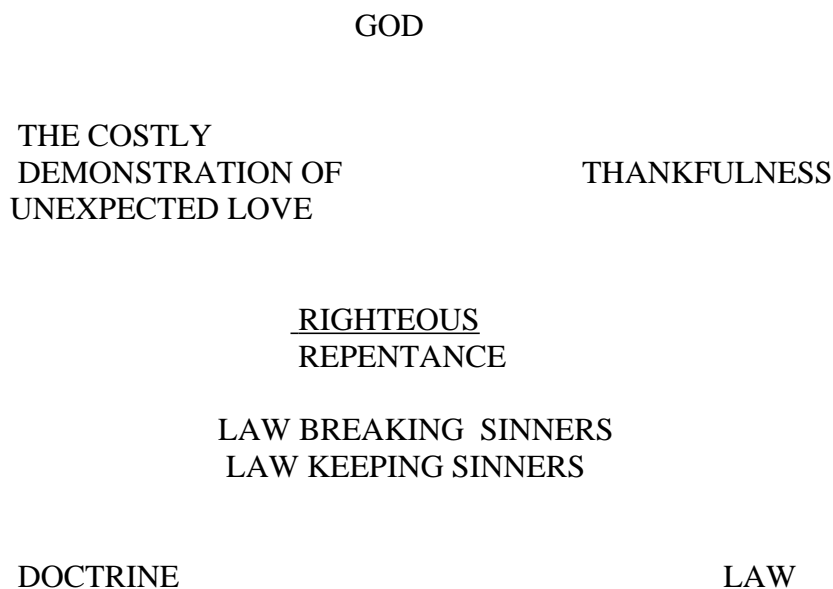 GOD
THE COSTLY
DEMONSTRATION OF THANKFULNESS
UNEXPECTED LOVE
RIGHTEOUS
REPENTANCE
LAW BREAKING SINNERS
LAW KEEPING SINNERS
DOCTRINE LAW